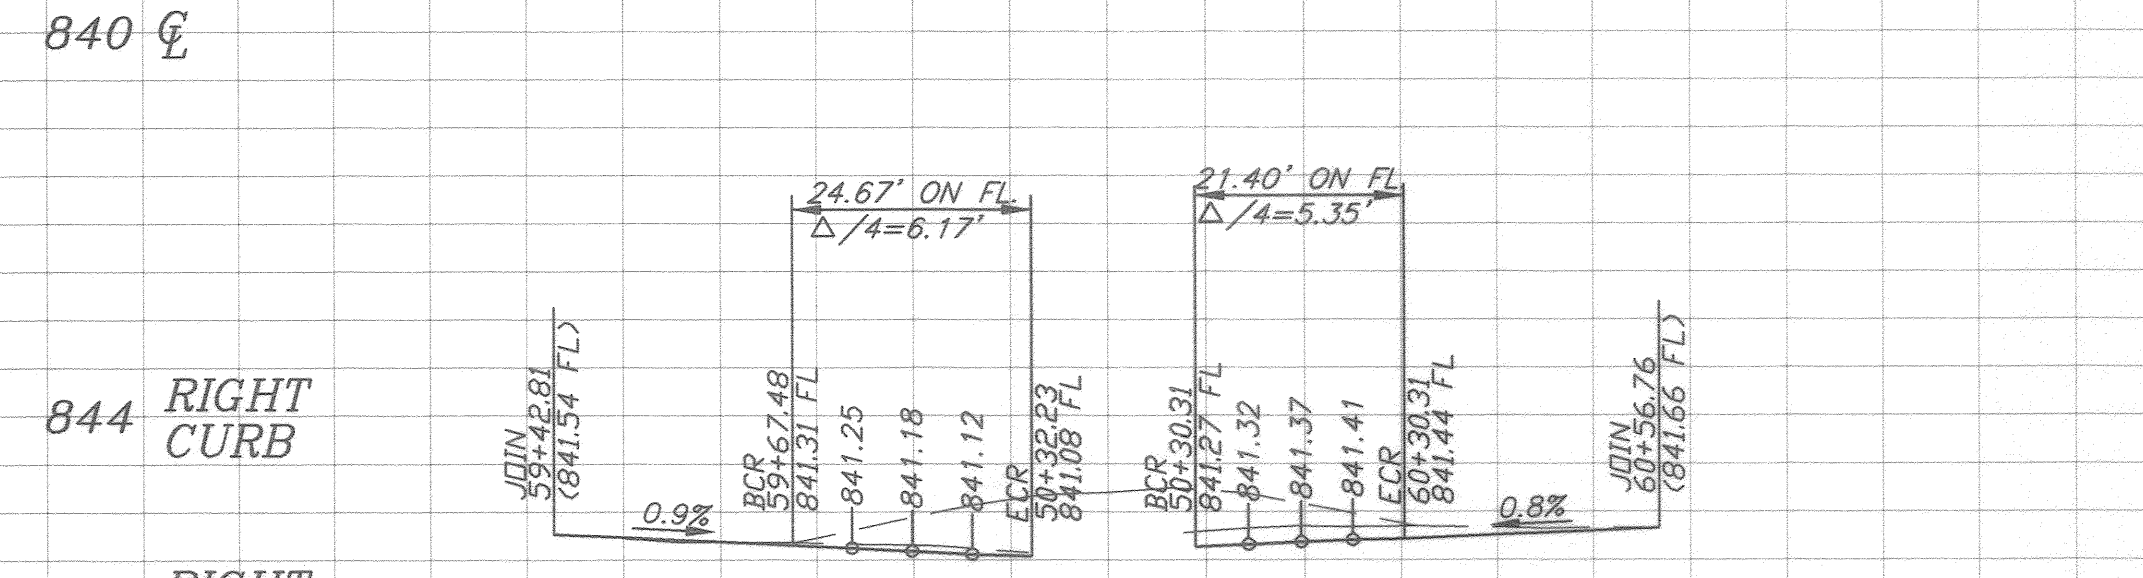 840 ℄
24.67' ON FL.
△/4=6.17'
21.40' ON FL
△/4=5.35'
844 RIGHT
CURB
JOIN
59+42.81
(841.54 FL)
0.9%
BCR
59+67.48
841.31 FL
841.25
841.18
841.12
ECR
50+32.23
841.08 FL
BCR
50+30.31
841.27 FL
841.32
841.37
841.41
ECR
60+30.31
841.44 FL
0.8%
JOIN
60+56.76
(841.66 FL)
RIGHT